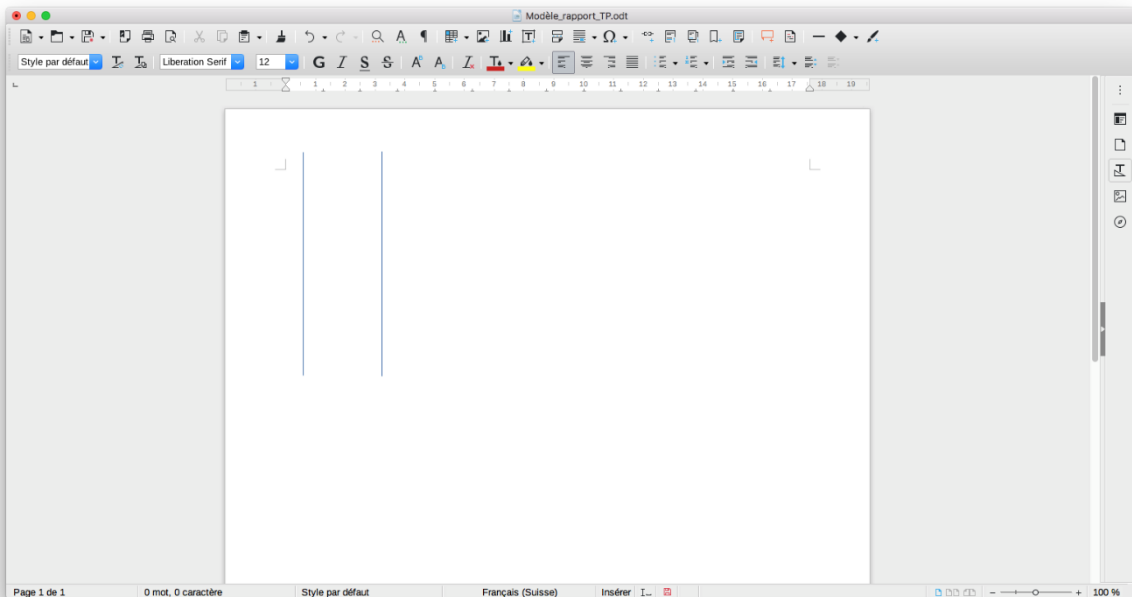 Modèle_rapport_TP.odt
Style par défaut Liberation Serif 12 G I S S
1 1 2 3 4 5 6 7 8 9 10 11 12 13 14 15 16 17 18 19
Page 1 de 1 0 mot, 0 caractère Style par défaut Français (Suisse) Insérer 100 %